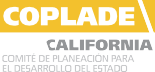 COPLADE
CALIFORNIA
COMITE DE PLANEACION PARA
EL DESARROLLO DEL ESTADO